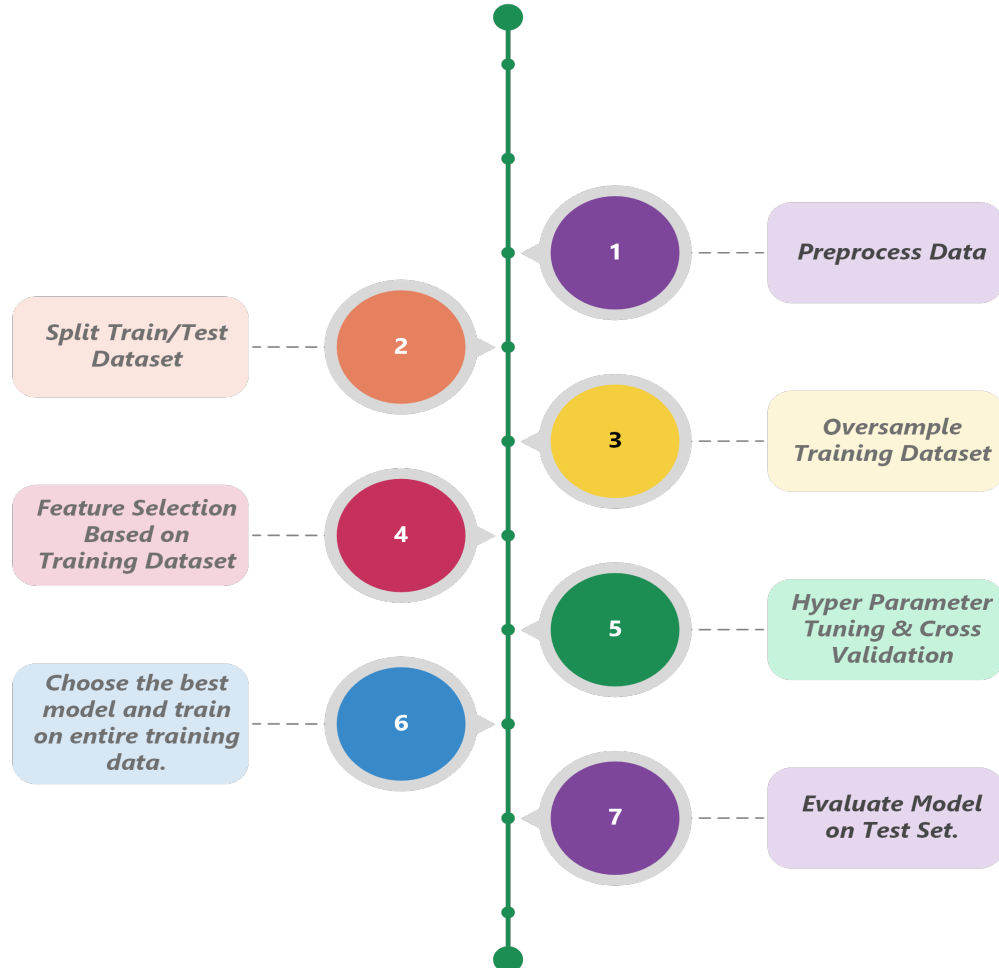 1
Preprocess Data
Split Train/Test
Dataset
2
3
Oversample
Training Dataset
Feature Selection
Based on
Training Dataset
4
5
Hyper Parameter
Tuning & Cross
Validation
Choose the best
model and train
on entire training
data.
6
7
Evaluate Model
on Test Set.